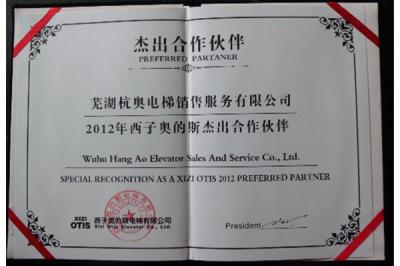 杰出合作伙伴
PREFERRED PARTANER
芜湖杭奥电梯销售服务有限公司
2012年西子奥的斯杰出合作伙伴
Wuhu Hang Ao Elevator Sales And Service Co., Ltd.
SPECIAL RECOGNITION AS A XIZI OTIS 2012 PREFERRED PARTNER
XIZI
OTIS
西子奥的斯电梯有限公司
Xizi Otis Elevator Co., Ltd.
President